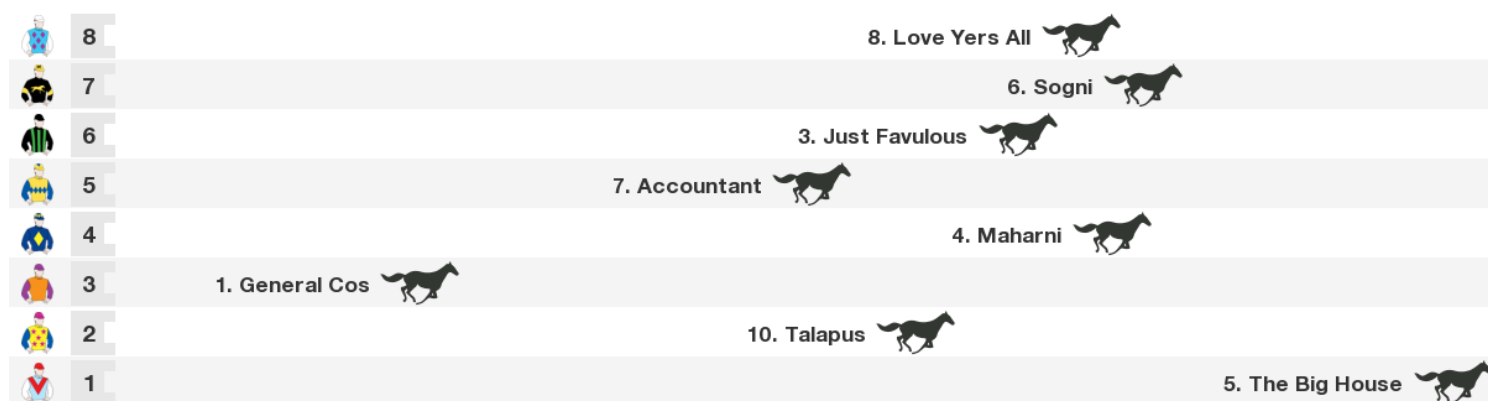 8 8. Love Yers All
7 6. Sogni
6 3. Just Favulous
5 7. Accountant
4 4. Maharni
3 1. General Cos
2 10. Talapus
1 5. The Big House